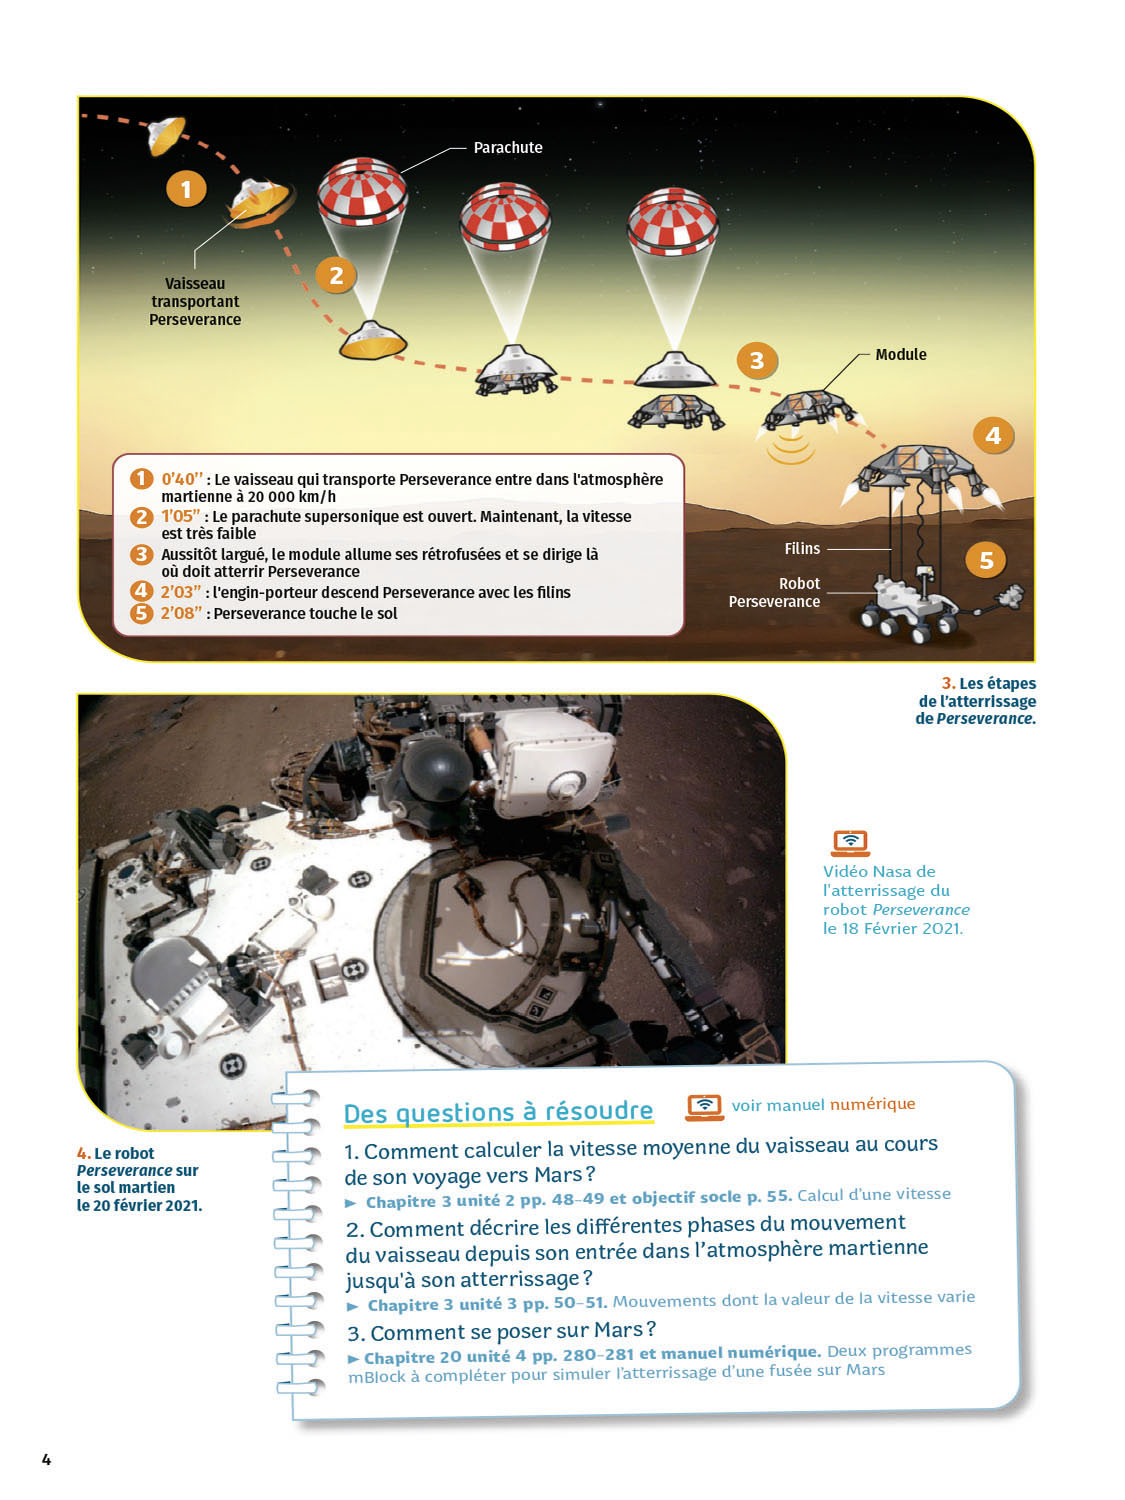 Parachute
1
2
Vaisseau
transportant
Perseverance
3
Module
4
1 0’40’’ : Le vaisseau qui transporte Perseverance entre dans l'atmosphère
martienne à 20 000 km/h
2 1’05” : Le parachute supersonique est ouvert. Maintenant, la vitesse
est très faible
3 Aussitôt largué, le module allume ses rétrofusées et se dirige là
où doit atterrir Perseverance
4 2’03” : l'engin-porteur descend Perseverance avec les filins
5 2’08” : Perseverance touche le sol
Filins
5
Robot
Perseverance
3. Les étapes
de l’atterrissage
de Perseverance.
Vidéo Nasa de
l'atterrissage du
robot Perseverance
le 18 Février 2021.
4. Le robot
Perseverance sur
le sol martien
le 20 février 2021.
Des questions à résoudre
voir manuel numérique
1. Comment calculer la vitesse moyenne du vaisseau au cours
de son voyage vers Mars ?
► Chapitre 3 unité 2 pp. 48-49 et objectif socle p. 55. Calcul d’une vitesse
2. Comment décrire les différentes phases du mouvement
du vaisseau depuis son entrée dans l’atmosphère martienne
jusqu'à son atterrissage ?
► Chapitre 3 unité 3 pp. 50-51. Mouvements dont la valeur de la vitesse varie
3. Comment se poser sur Mars ?
► Chapitre 20 unité 4 pp. 280-281 et manuel numérique. Deux programmes
mBlock à compléter pour simuler l’atterrissage d’une fusée sur Mars
4